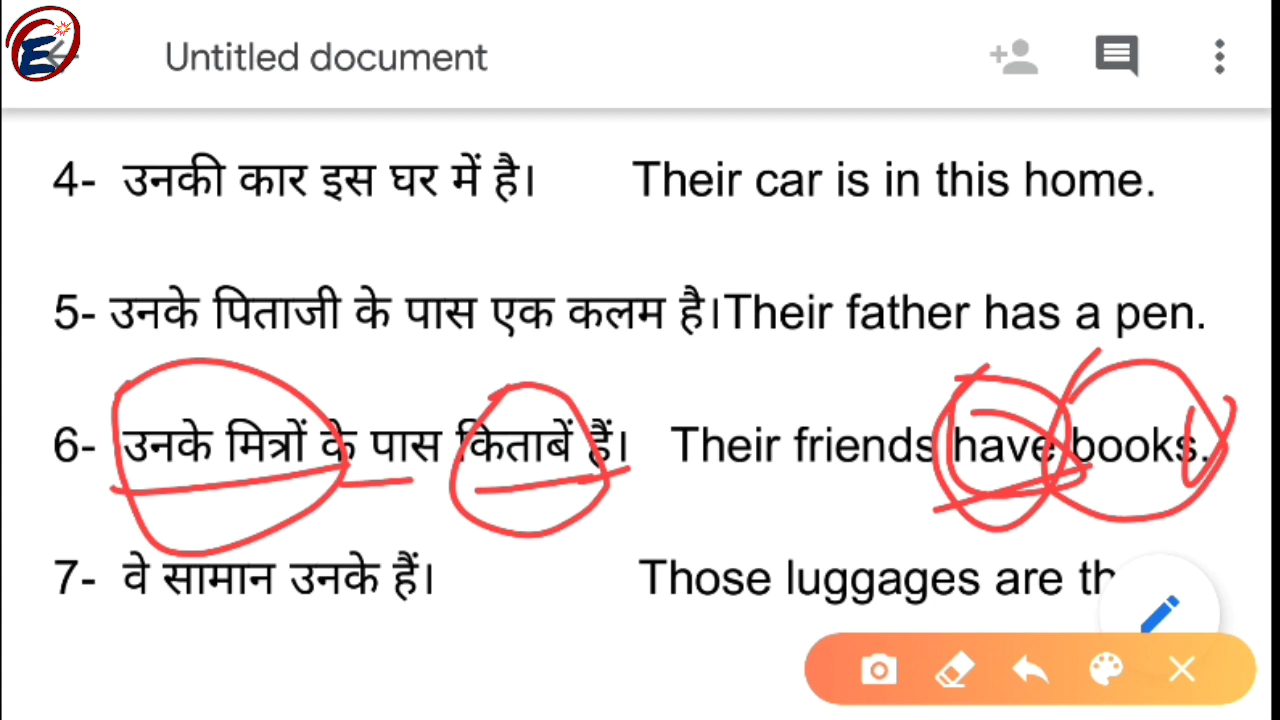 E
Untitled document
4- उनकी कार इस घर में है। Their car is in this home.
5- उनके पिताजी के पास एक कलम है। Their father has a pen.
6- उनके मित्रों के पास किताबें हैं। Their friends have books.
7- वे सामान उनके हैं। Those luggages are th